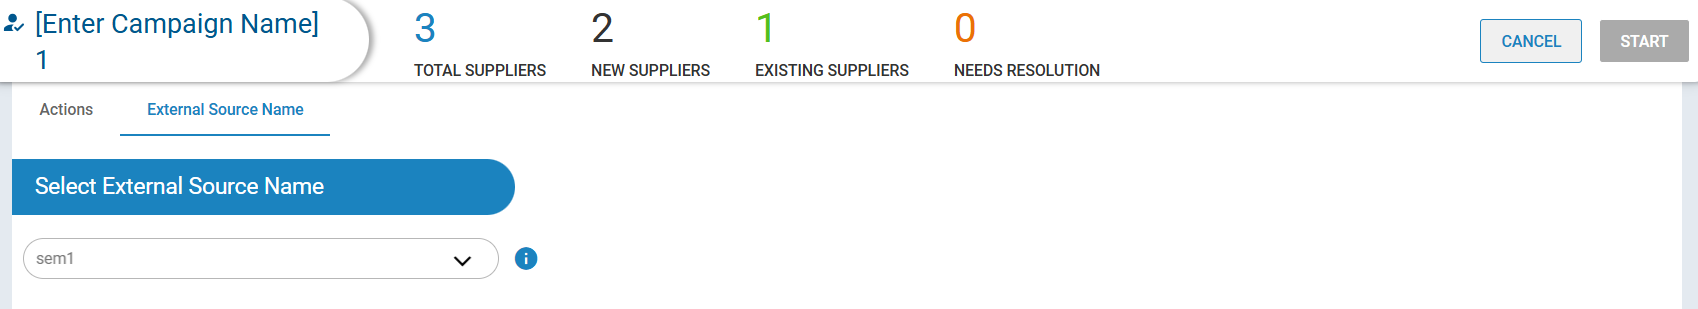 [Enter Campaign Name]
1
3
TOTAL SUPPLIERS
2
NEW SUPPLIERS
1
EXISTING SUPPLIERS
0
NEEDS RESOLUTION
CANCEL
START
Actions
External Source Name
Select External Source Name
sem1
i